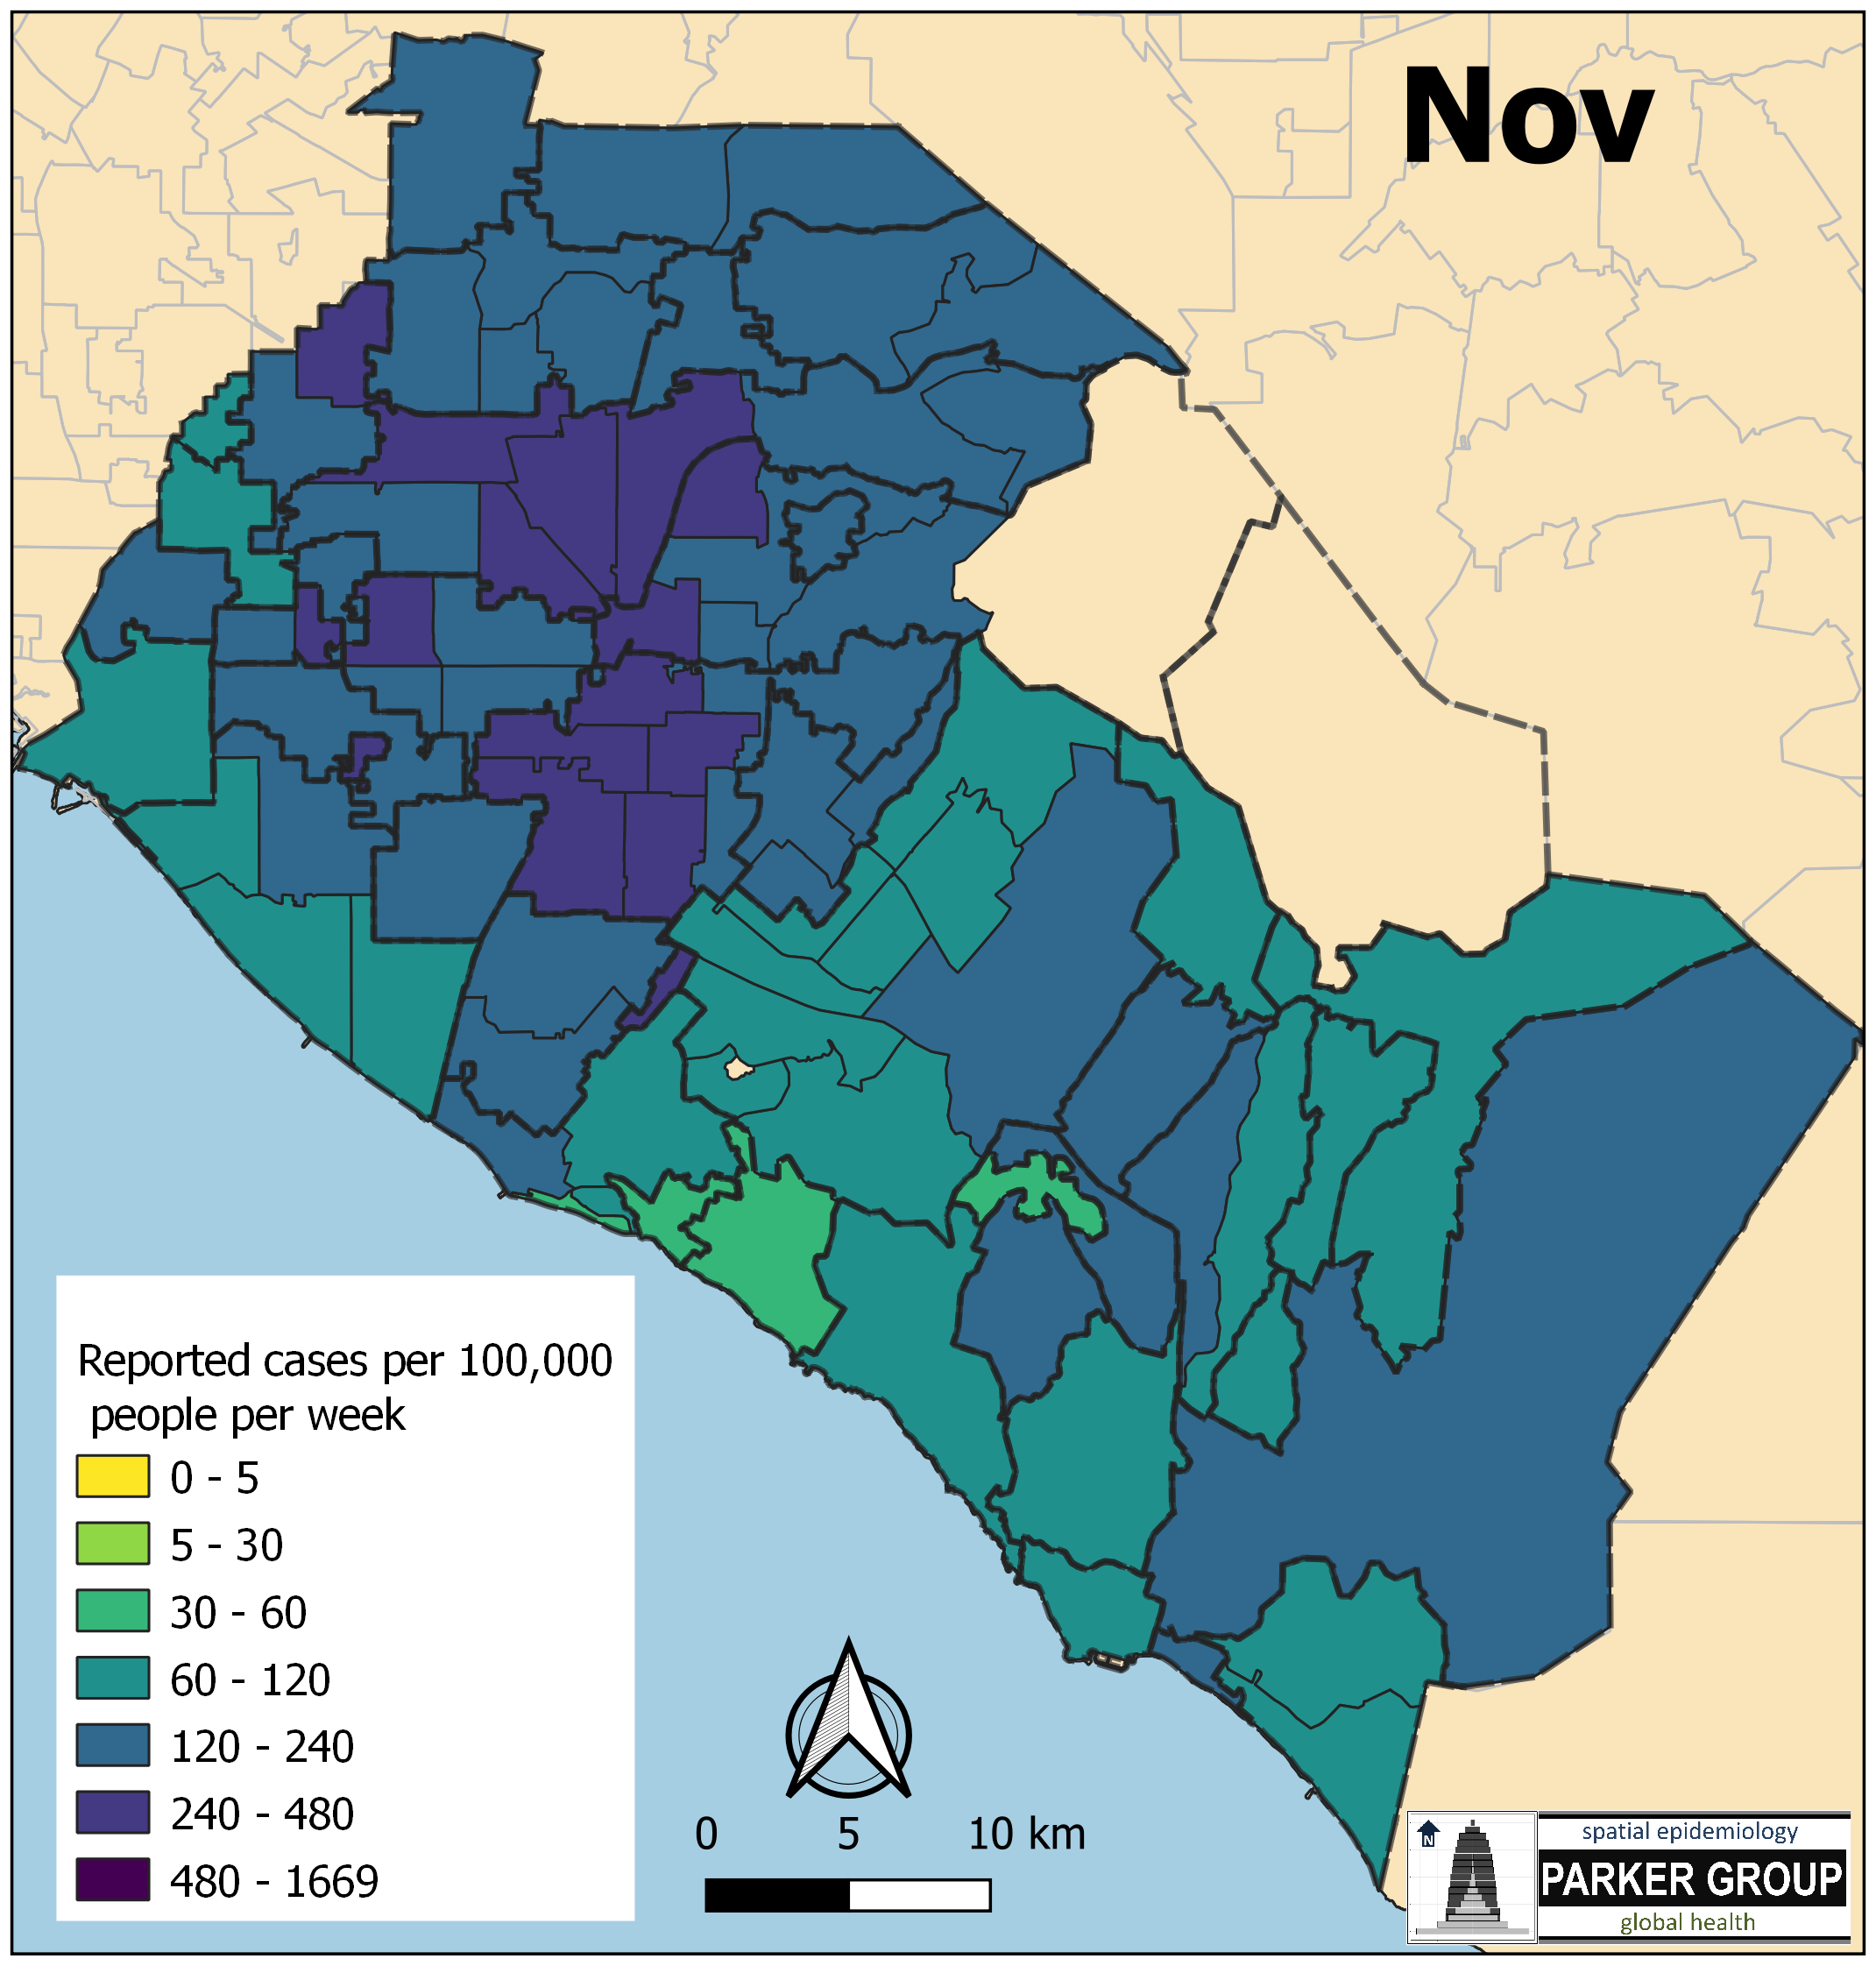 Nov
Reported cases per 100,000
people per week
0 - 5
5 - 30
30 - 60
60 - 120
120 - 240
240 - 480
480 - 1669
0 5 10 km
N
spatial epidemiology
PARKER GROUP
global health